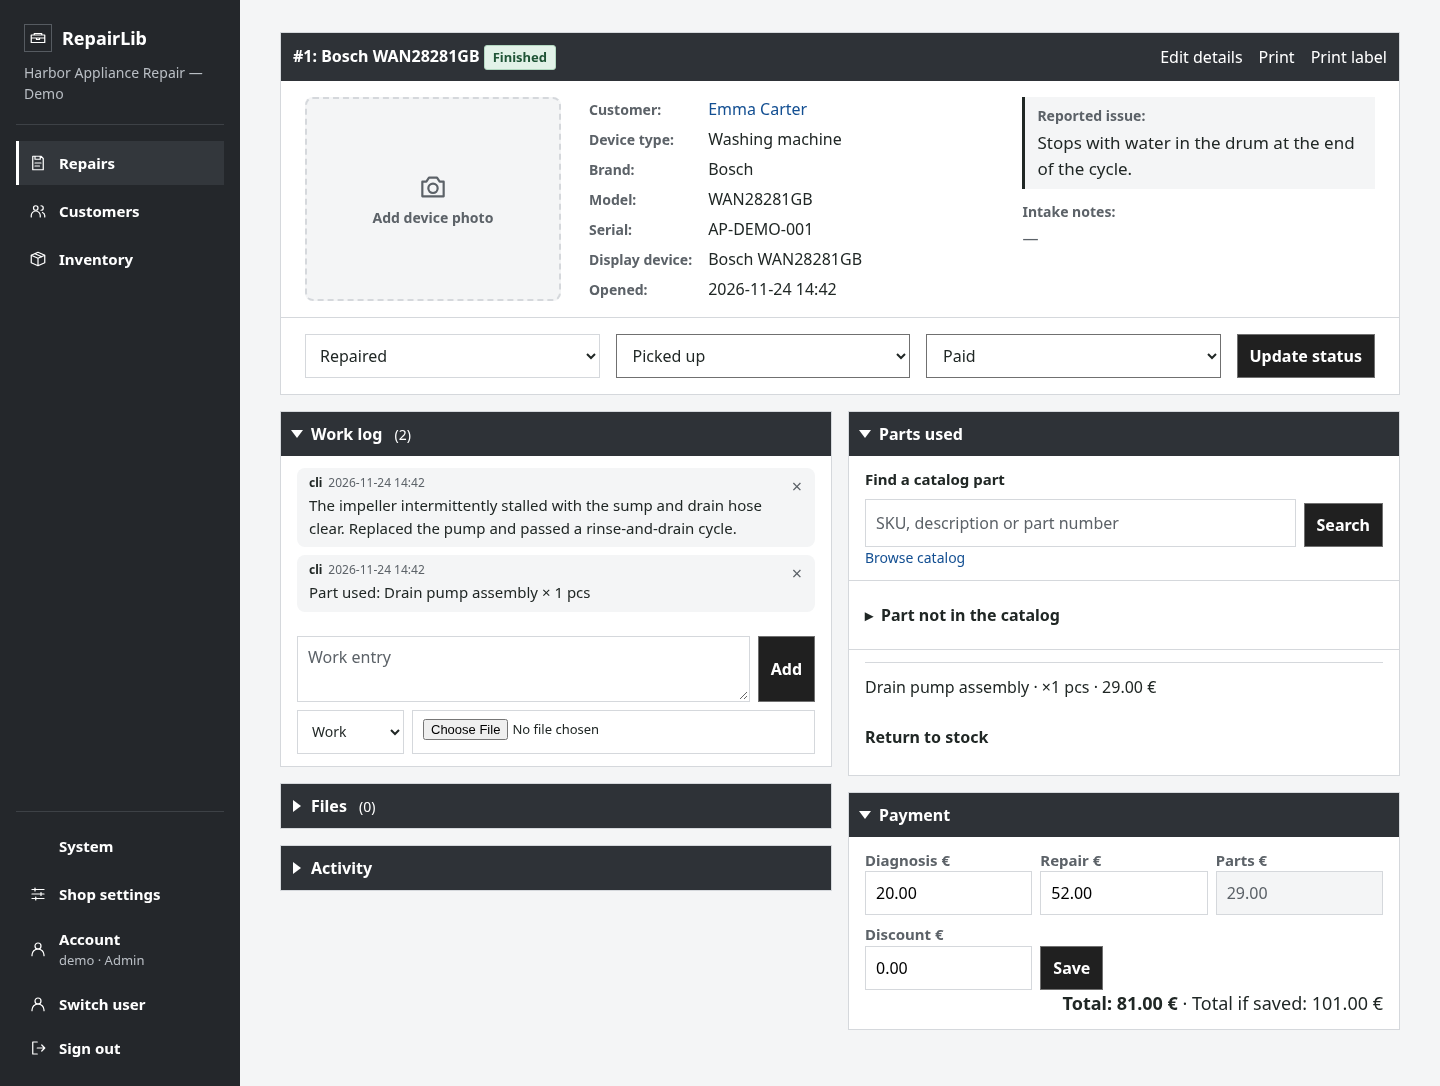 RepairLib
Harbor Appliance Repair —
Demo
Repairs
Customers
Inventory
System
Shop settings
Account
demo · Admin
Switch user
Sign out
#1: Bosch WAN28281GB Finished
Edit details Print Print label
Add device photo
Customer: Emma Carter
Device type: Washing machine
Brand: Bosch
Model: WAN28281GB
Serial: AP-DEMO-001
Display device: Bosch WAN28281GB
Opened: 2026-11-24 14:42
Reported issue:
Stops with water in the drum at the end
of the cycle.
Intake notes:
—
Repaired Picked up Paid Update status
Work log (2)
cli 2026-11-24 14:42 ×
The impeller intermittently stalled with the sump and drain hose
clear. Replaced the pump and passed a rinse-and-drain cycle.
cli 2026-11-24 14:42 ×
Part used: Drain pump assembly × 1 pcs
Work entry
Add
Work Choose File No file chosen
Files (0)
Activity
Parts used
Find a catalog part
SKU, description or part number Search
Browse catalog
Part not in the catalog
Drain pump assembly · ×1 pcs · 29.00 €
Return to stock
Payment
Diagnosis € Repair € Parts €
20.00 52.00 29.00
Discount €
0.00 Save
Total: 81.00 € · Total if saved: 101.00 €